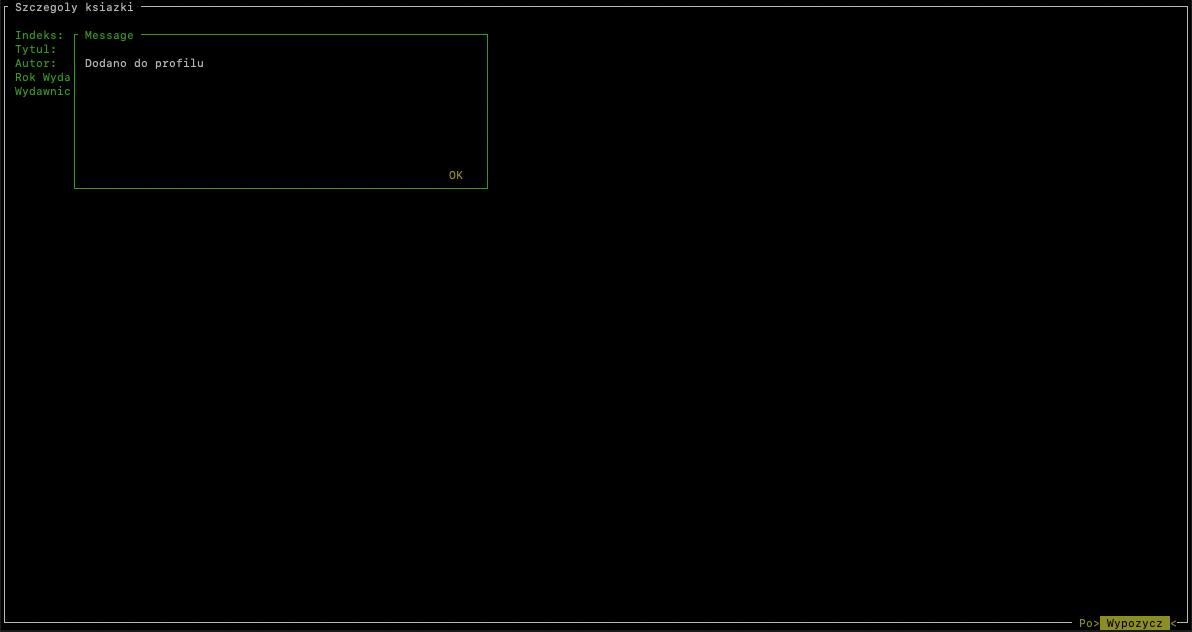 Szczegoly ksiazki
Indeks:
Message
Tytul:
Autor:
Dodano do profilu
Rok Wyda
Wydawnic
OK
Po> Wypozycz <